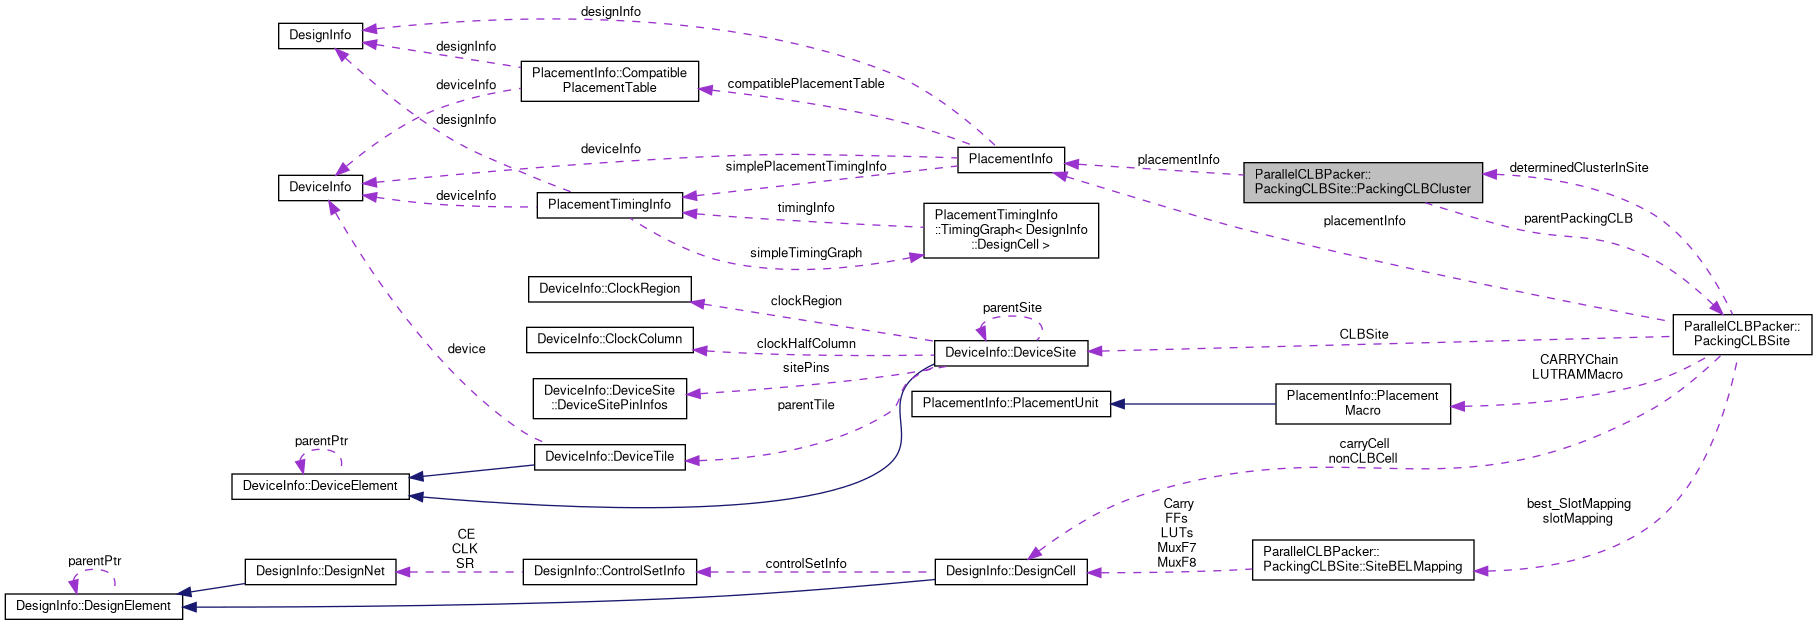 designInfo
DesignInfo
designInfo
PlacementInfo::Compatible
PlacementTable
compatiblePlacementTable
deviceInfo
designInfo
deviceInfo
PlacementInfo
placementInfo
simplePlacementTimingInfo
determinedClusterInSite
ParallelCLBPacker::
PackingCLBSite::PackingCLBCluster
DeviceInfo
deviceInfo
PlacementTimingInfo
timingInfo
PlacementTimingInfo
::TimingGraph< DesignInfo
::DesignCell >
placementInfo
parentPackingCLB
simpleTimingGraph
DeviceInfo::ClockRegion
clockRegion
parentSite
DeviceInfo::ClockColumn
clockHalfColumn
DeviceInfo::DeviceSite
CLBSite
ParallelCLBPacker::
PackingCLBSite
device
sitePins
DeviceInfo::DeviceSite
::DeviceSitePinInfos
parentTile
PlacementInfo::PlacementUnit
PlacementInfo::Placement
Macro
CARRYChain
LUTRAMMacro
parentPtr
DeviceInfo::DeviceElement
DeviceInfo::DeviceTile
carryCell
nonCLBCell
best_SlotMapping
slotMapping
parentPtr
DesignInfo::DesignElement
DesignInfo::DesignNet
CE
CLK
SR
DesignInfo::ControlSetInfo
controlSetInfo
DesignInfo::DesignCell
Carry
FFs
LUTs
MuxF7
MuxF8
ParallelCLBPacker::
PackingCLBSite::SiteBELMapping